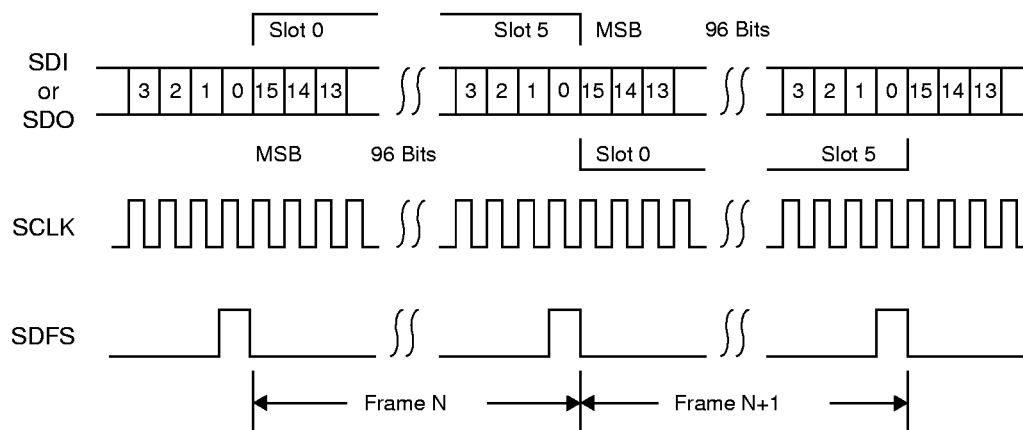 Slot 0 Slot 5 MSB 96 Bits
SDI
or
SDO
3 2 1 0 15 14 13 3 2 1 0 15 14 13 3 2 1 0 15 14 13
MSB 96 Bits Slot 0 Slot 5
SCLK
SDFS
Frame N Frame N+1